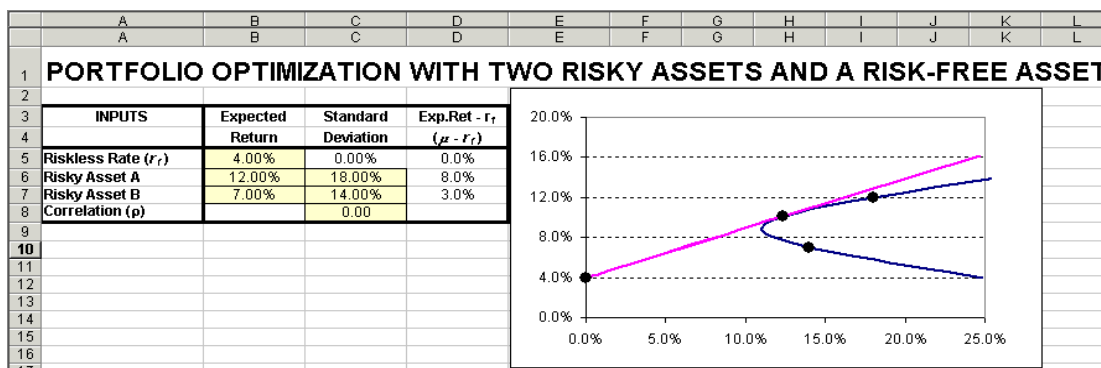 A B C D E F G H I J K L
A B C D E F G H I J K L
1 PORTFOLIO OPTIMIZATION WITH TWO RISKY ASSETS AND A RISK-FREE ASSET
2
3 INPUTS Expected Standard Exp.Ret - r_f
4 Return Deviation (μ - r_f)
5 Riskless Rate (r_f) 4.00% 0.00% 0.0%
6 Risky Asset A 12.00% 18.00% 8.0%
7 Risky Asset B 7.00% 14.00% 3.0%
8 Correlation (ρ) 0.00
9
10
11
12
13
14
15
16
20.0%
16.0%
12.0%
8.0%
4.0%
0.0%
0.0% 5.0% 10.0% 15.0% 20.0% 25.0%